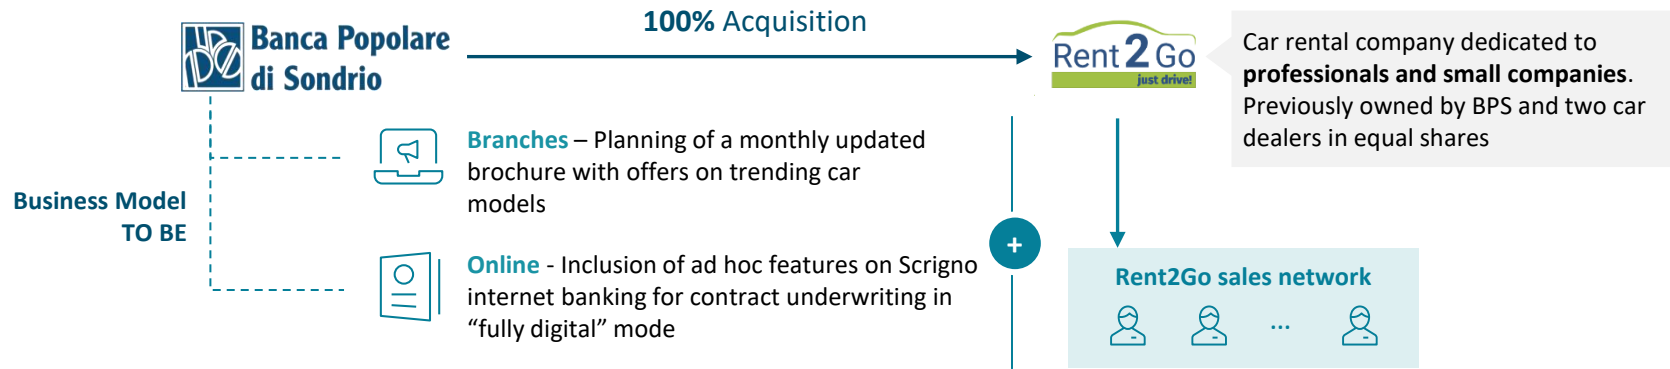 100% Acquisition
Banca Popolare
di Sondrio
Rent 2 Go
just drive!
Car rental company dedicated to
professionals and small companies.
Previously owned by BPS and two car
dealers in equal shares
Branches – Planning of a monthly updated
brochure with offers on trending car
models
Business Model
TO BE
+
Online - Inclusion of ad hoc features on Scrigno
internet banking for contract underwriting in
“fully digital” mode
Rent2Go sales network
...